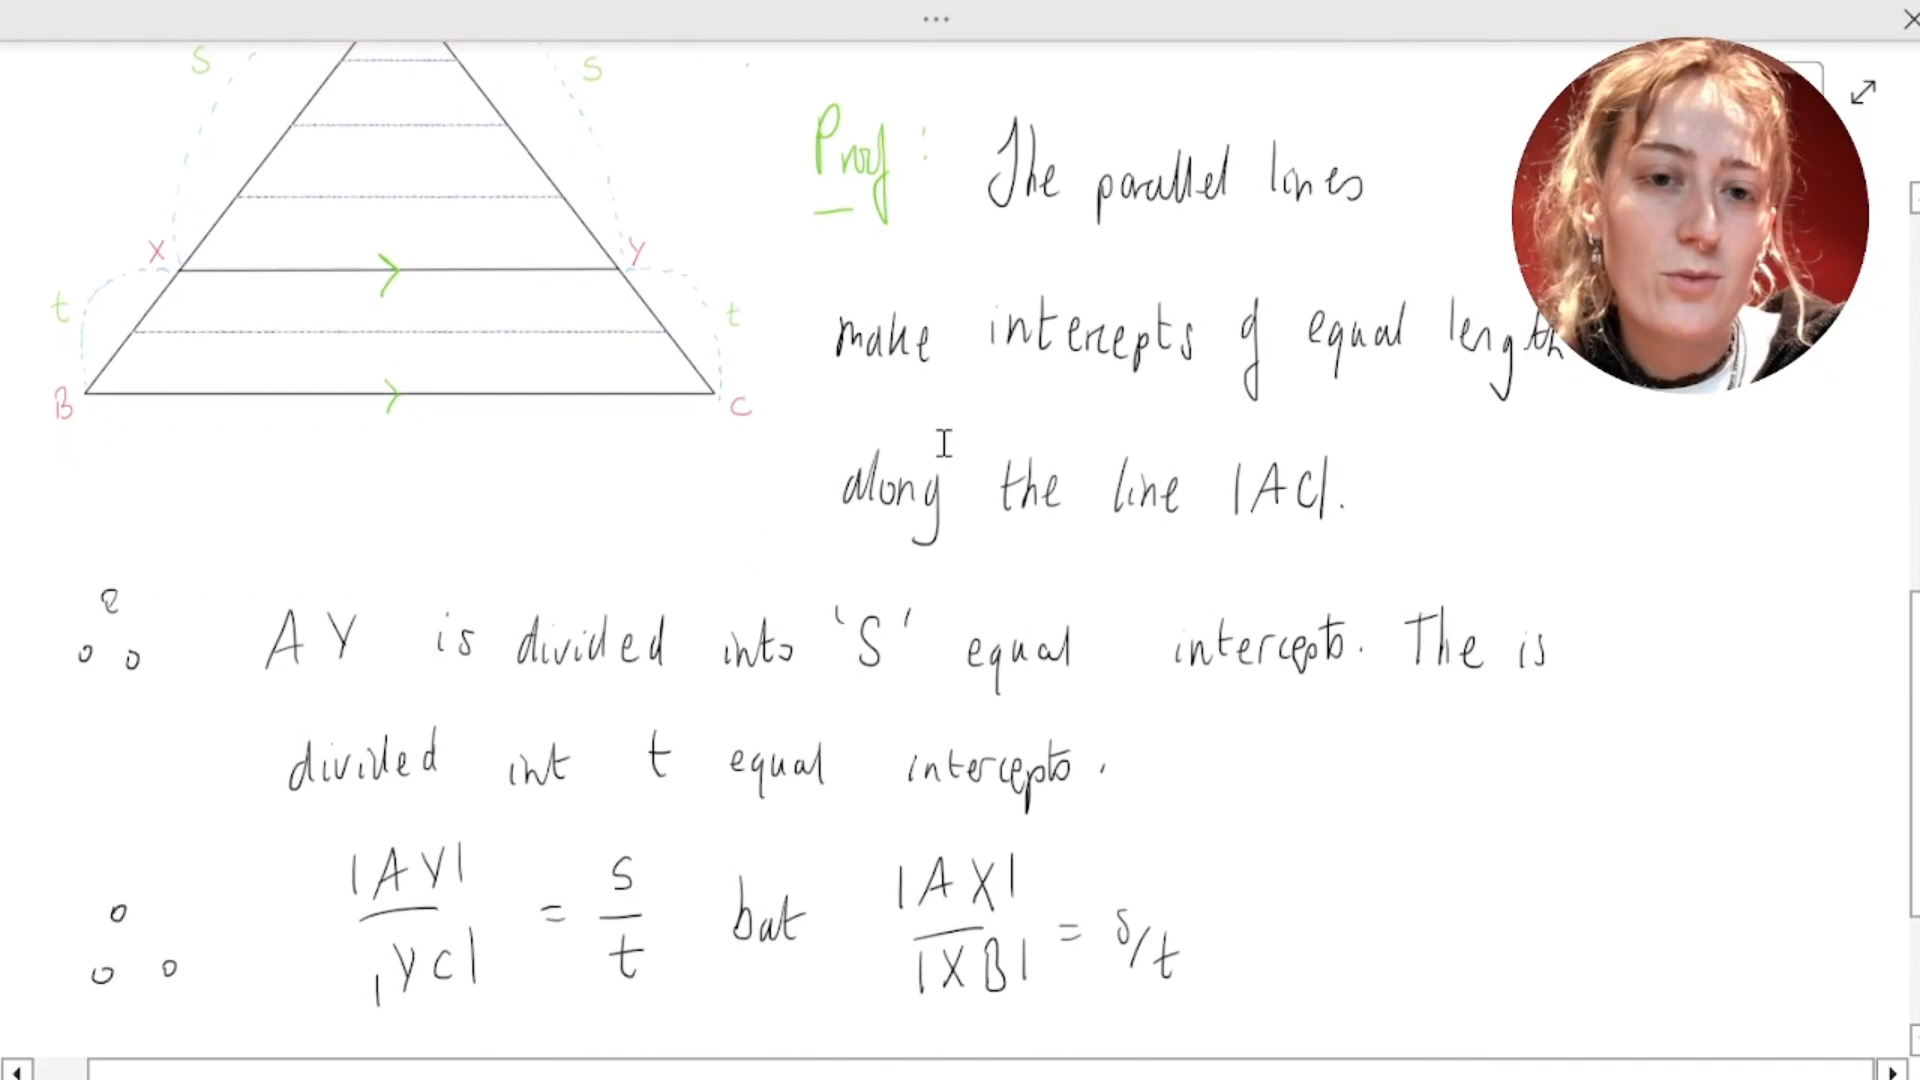 S
S
Proof:
The parallel lines
X
Y
t
t
make intercepts of equal length
B
C
along the line |AC|.
AY is divided into 'S' equal intercepts. The is
divided int t equal intercepts.
|AY|
|YC|
=
s
t
but
|AX|
|XB|
= s/t